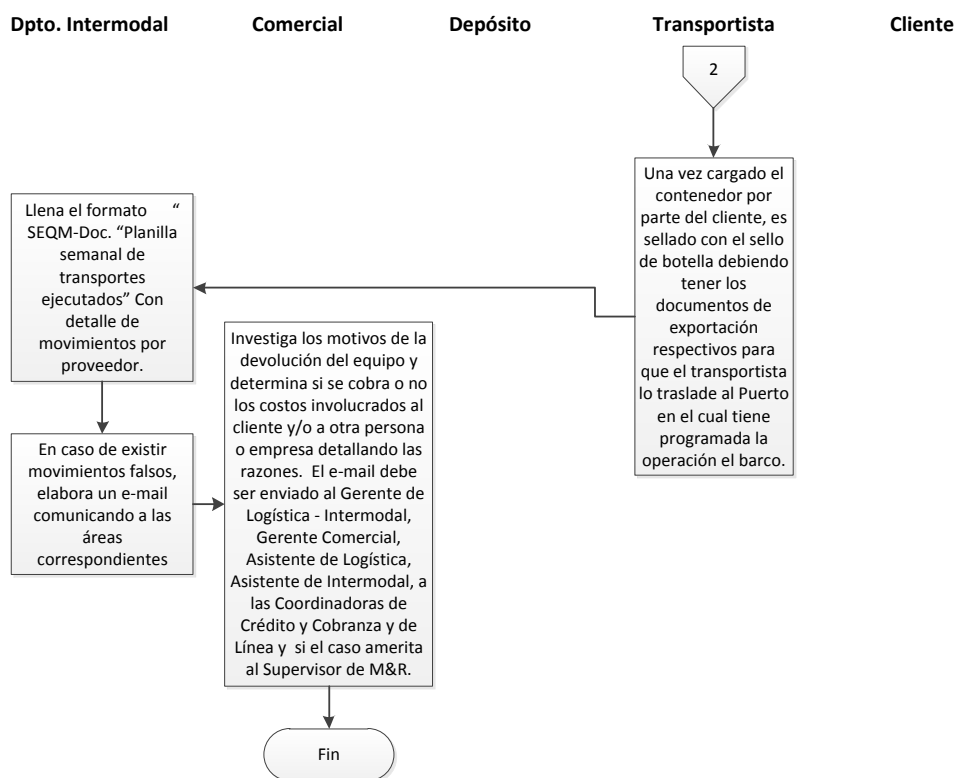 Dpto. Intermodal Comercial Depósito Transportista Cliente
2
Una vez cargado el
contenedor por
parte del cliente, es
sellado con el sello
de botella debiendo
tener los
documentos de
exportación
respectivos para
que el transportista
lo traslade al Puerto
en el cual tiene
programada la
operación el barco.
Llena el formato “
SEQM-Doc. “Planilla
semanal de
transportes
ejecutados” Con
detalle de
movimientos por
proveedor.
En caso de existir
movimientos falsos,
elabora un e-mail
comunicando a las
áreas
correspondientes
Investiga los motivos de la
devolución del equipo y
determina si se cobra o no
los costos involucrados al
cliente y/o a otra persona
o empresa detallando las
razones. El e-mail debe
ser enviado al Gerente de
Logística - Intermodal,
Gerente Comercial,
Asistente de Logística,
Asistente de Intermodal, a
las Coordinadoras de
Crédito y Cobranza y de
Línea y si el caso amerita
al Supervisor de M&R.
Fin